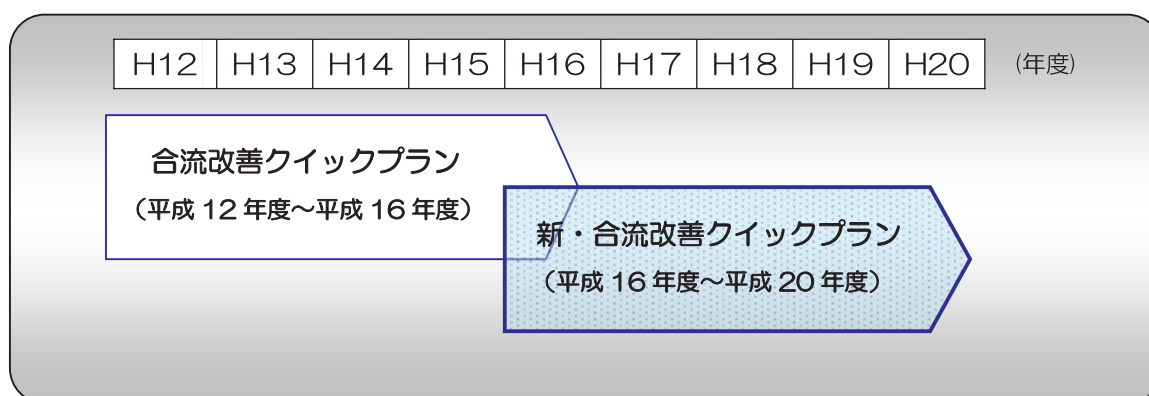 H12 H13 H14 H15 H16 H17 H18 H19 H20 (年度)
合流改善クイックプラン
（平成 12 年度～平成 16 年度）
新・合流改善クイックプラン
（平成 16 年度～平成 20 年度）